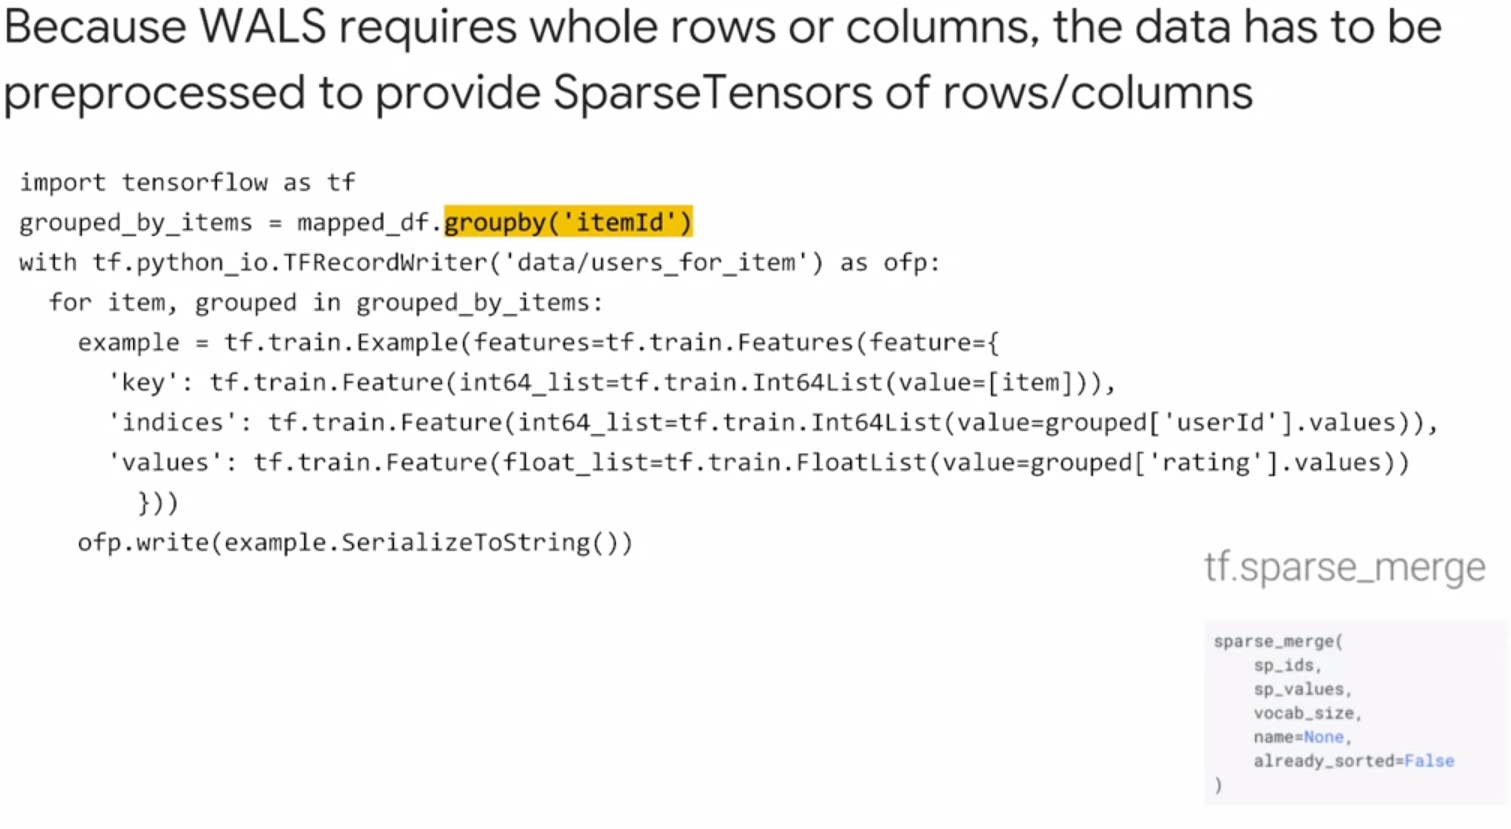 Because WALS requires whole rows or columns, the data has to be
preprocessed to provide SparseTensors of rows/columns
import tensorflow as tf
grouped_by_items = mapped_df.groupby('itemId')
with tf.python_io.TFRecordWriter('data/users_for_item') as ofp:
for item, grouped in grouped_by_items:
example = tf.train.Example(features=tf.train.Features(feature={
'key': tf.train.Feature(int64_list=tf.train.Int64List(value=[item])),
'indices': tf.train.Feature(int64_list=tf.train.Int64List(value=grouped['userId'].values)),
'values': tf.train.Feature(float_list=tf.train.FloatList(value=grouped['rating'].values))
}))
ofp.write(example.SerializeToString())
tf.sparse_merge
sparse_merge(
sp_ids,
sp_values,
vocab_size,
name=None,
already_sorted=False
)